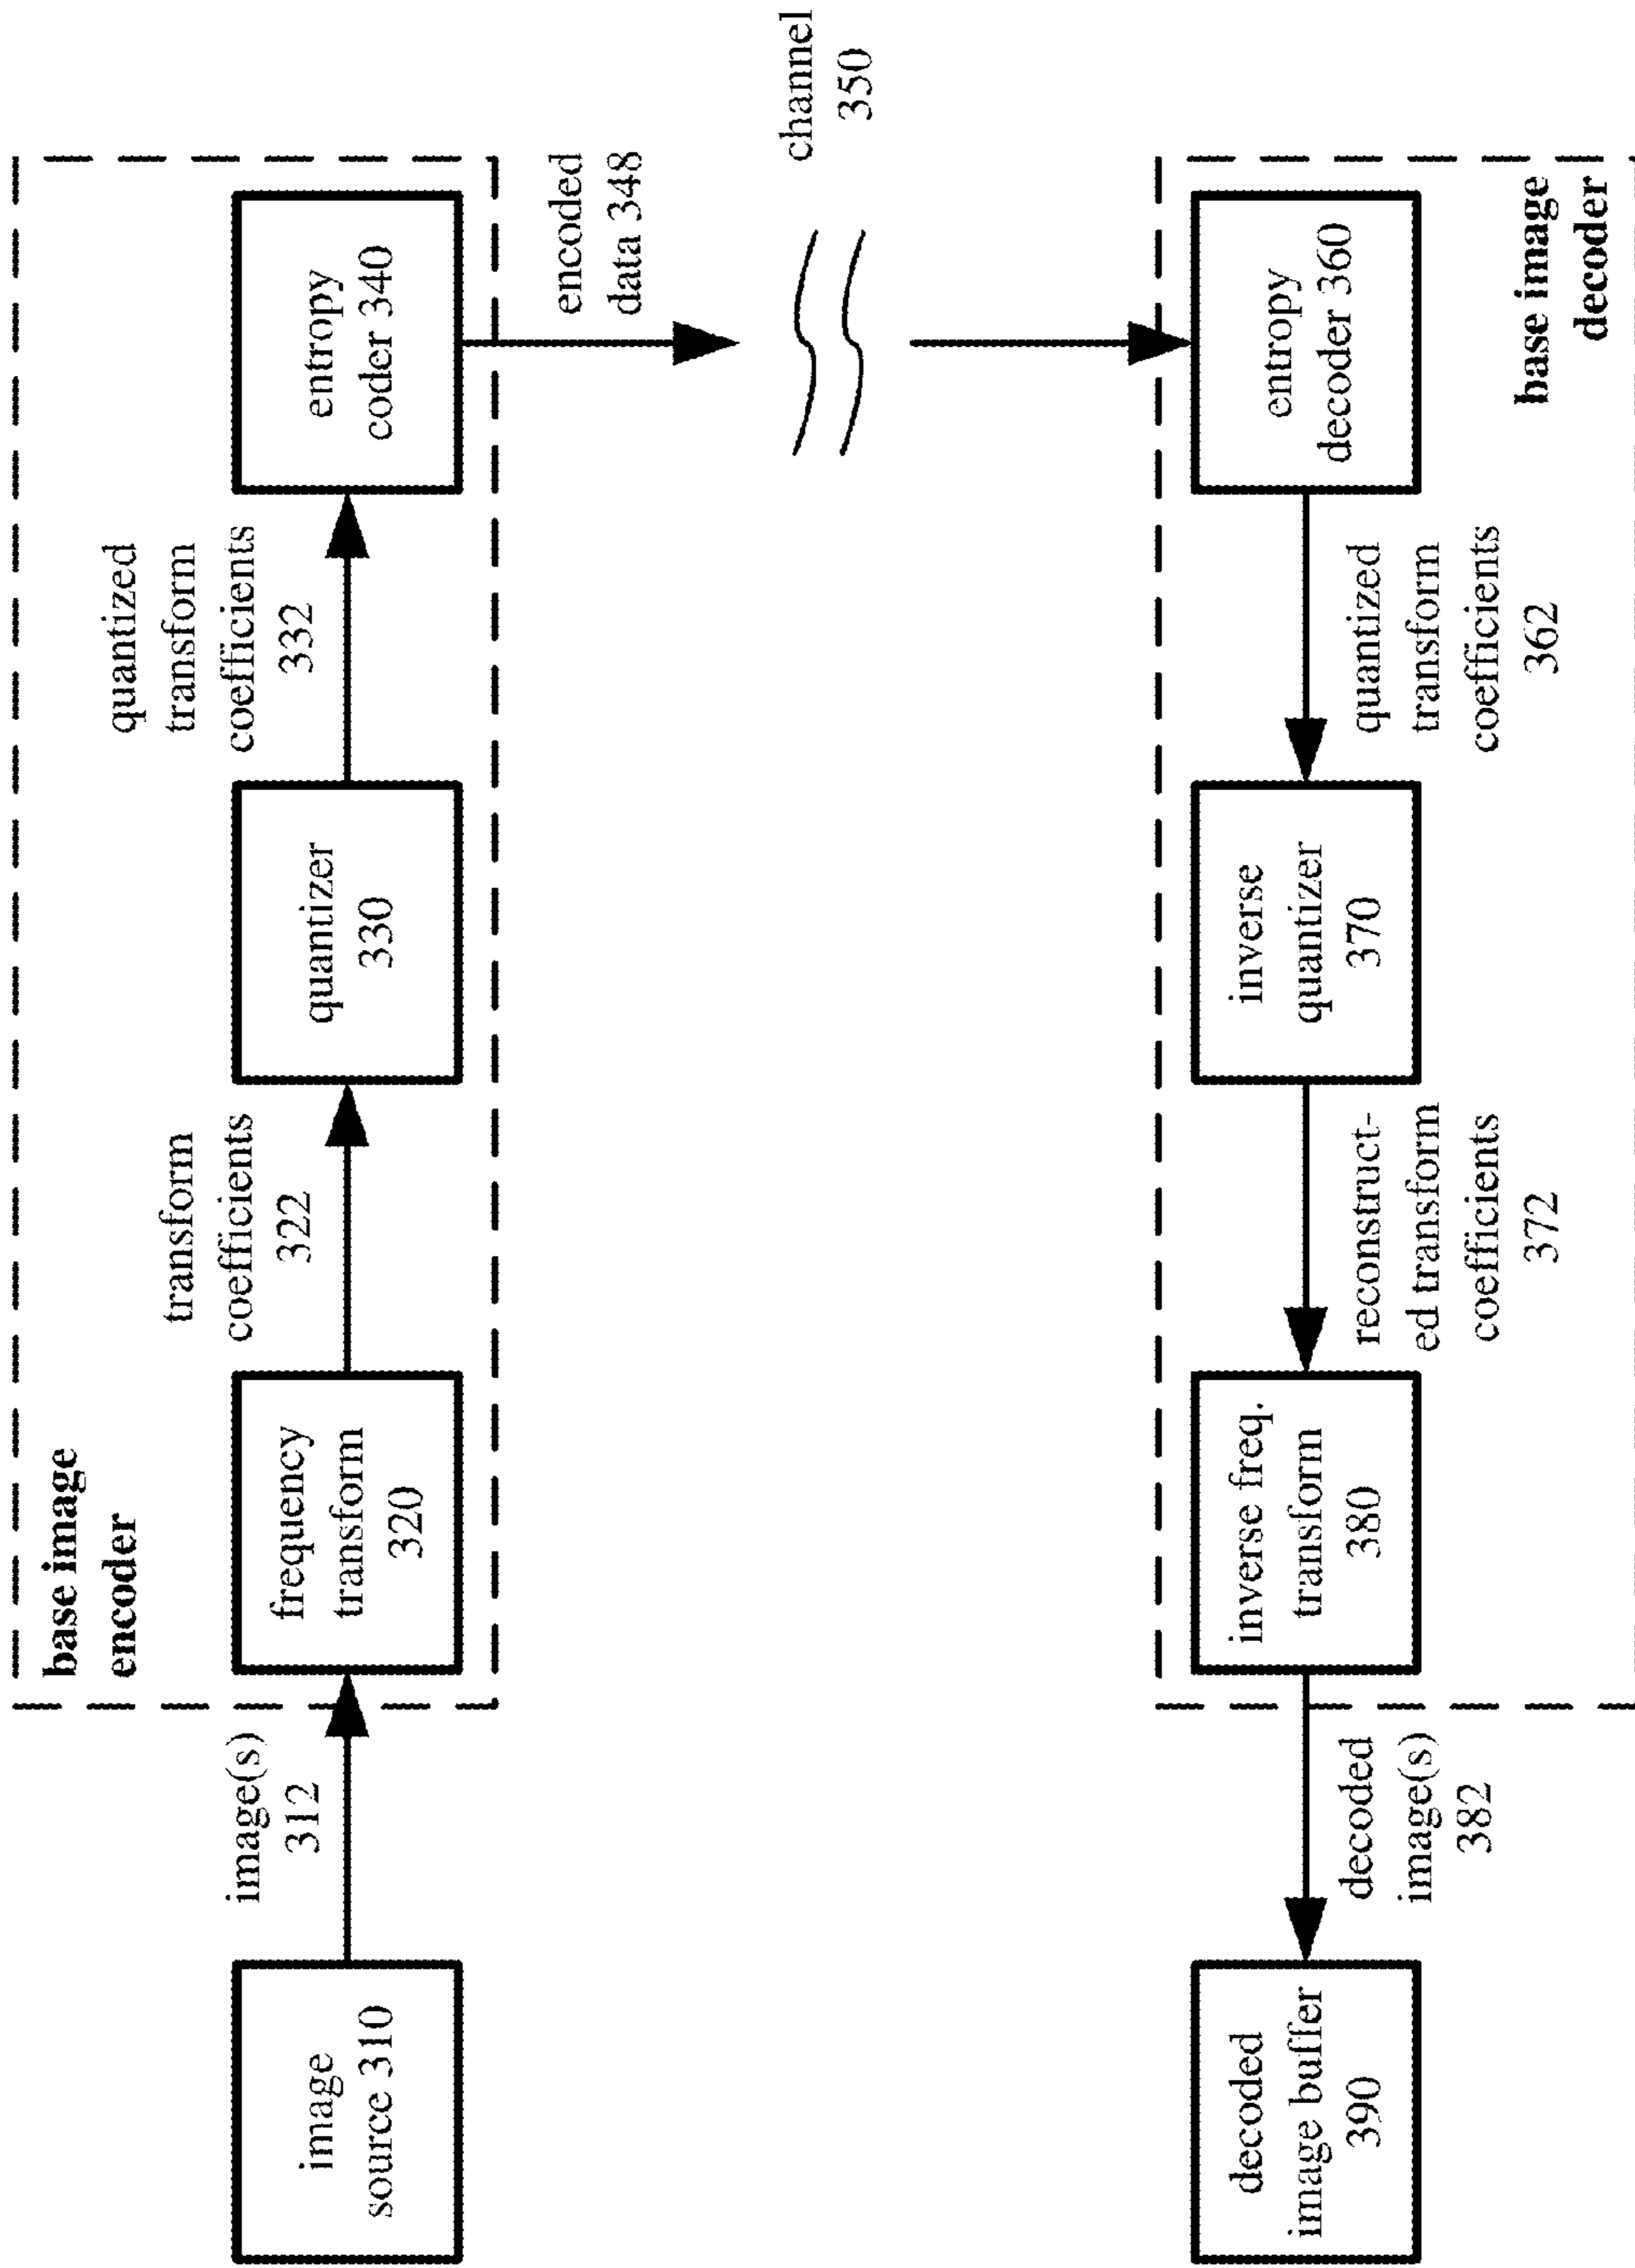 base image
encoder
image
source 310
image(s)
312
frequency
transform
320
transform
coefficients
322
quantizer
330
quantized
transform
coefficients
332
entropy
coder 340
encoded
data 348
channel
350
entropy
decoder 360
base image
decoder
quantized
transform
coefficients
362
inverse
quantizer
370
reconstruct-
ed transform
coefficients
372
inverse freq.
transform
380
decoded
image(s)
382
decoded
image buffer
390